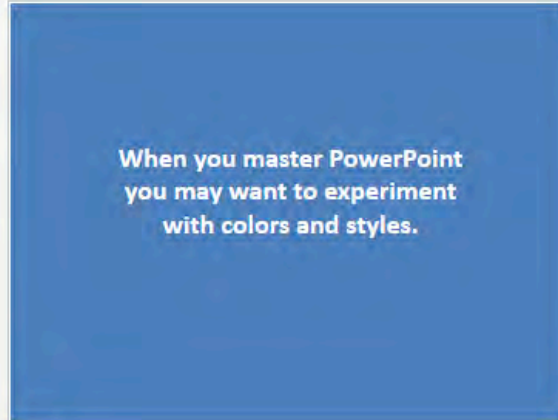 When you master PowerPoint
you may want to experiment
with colors and styles.